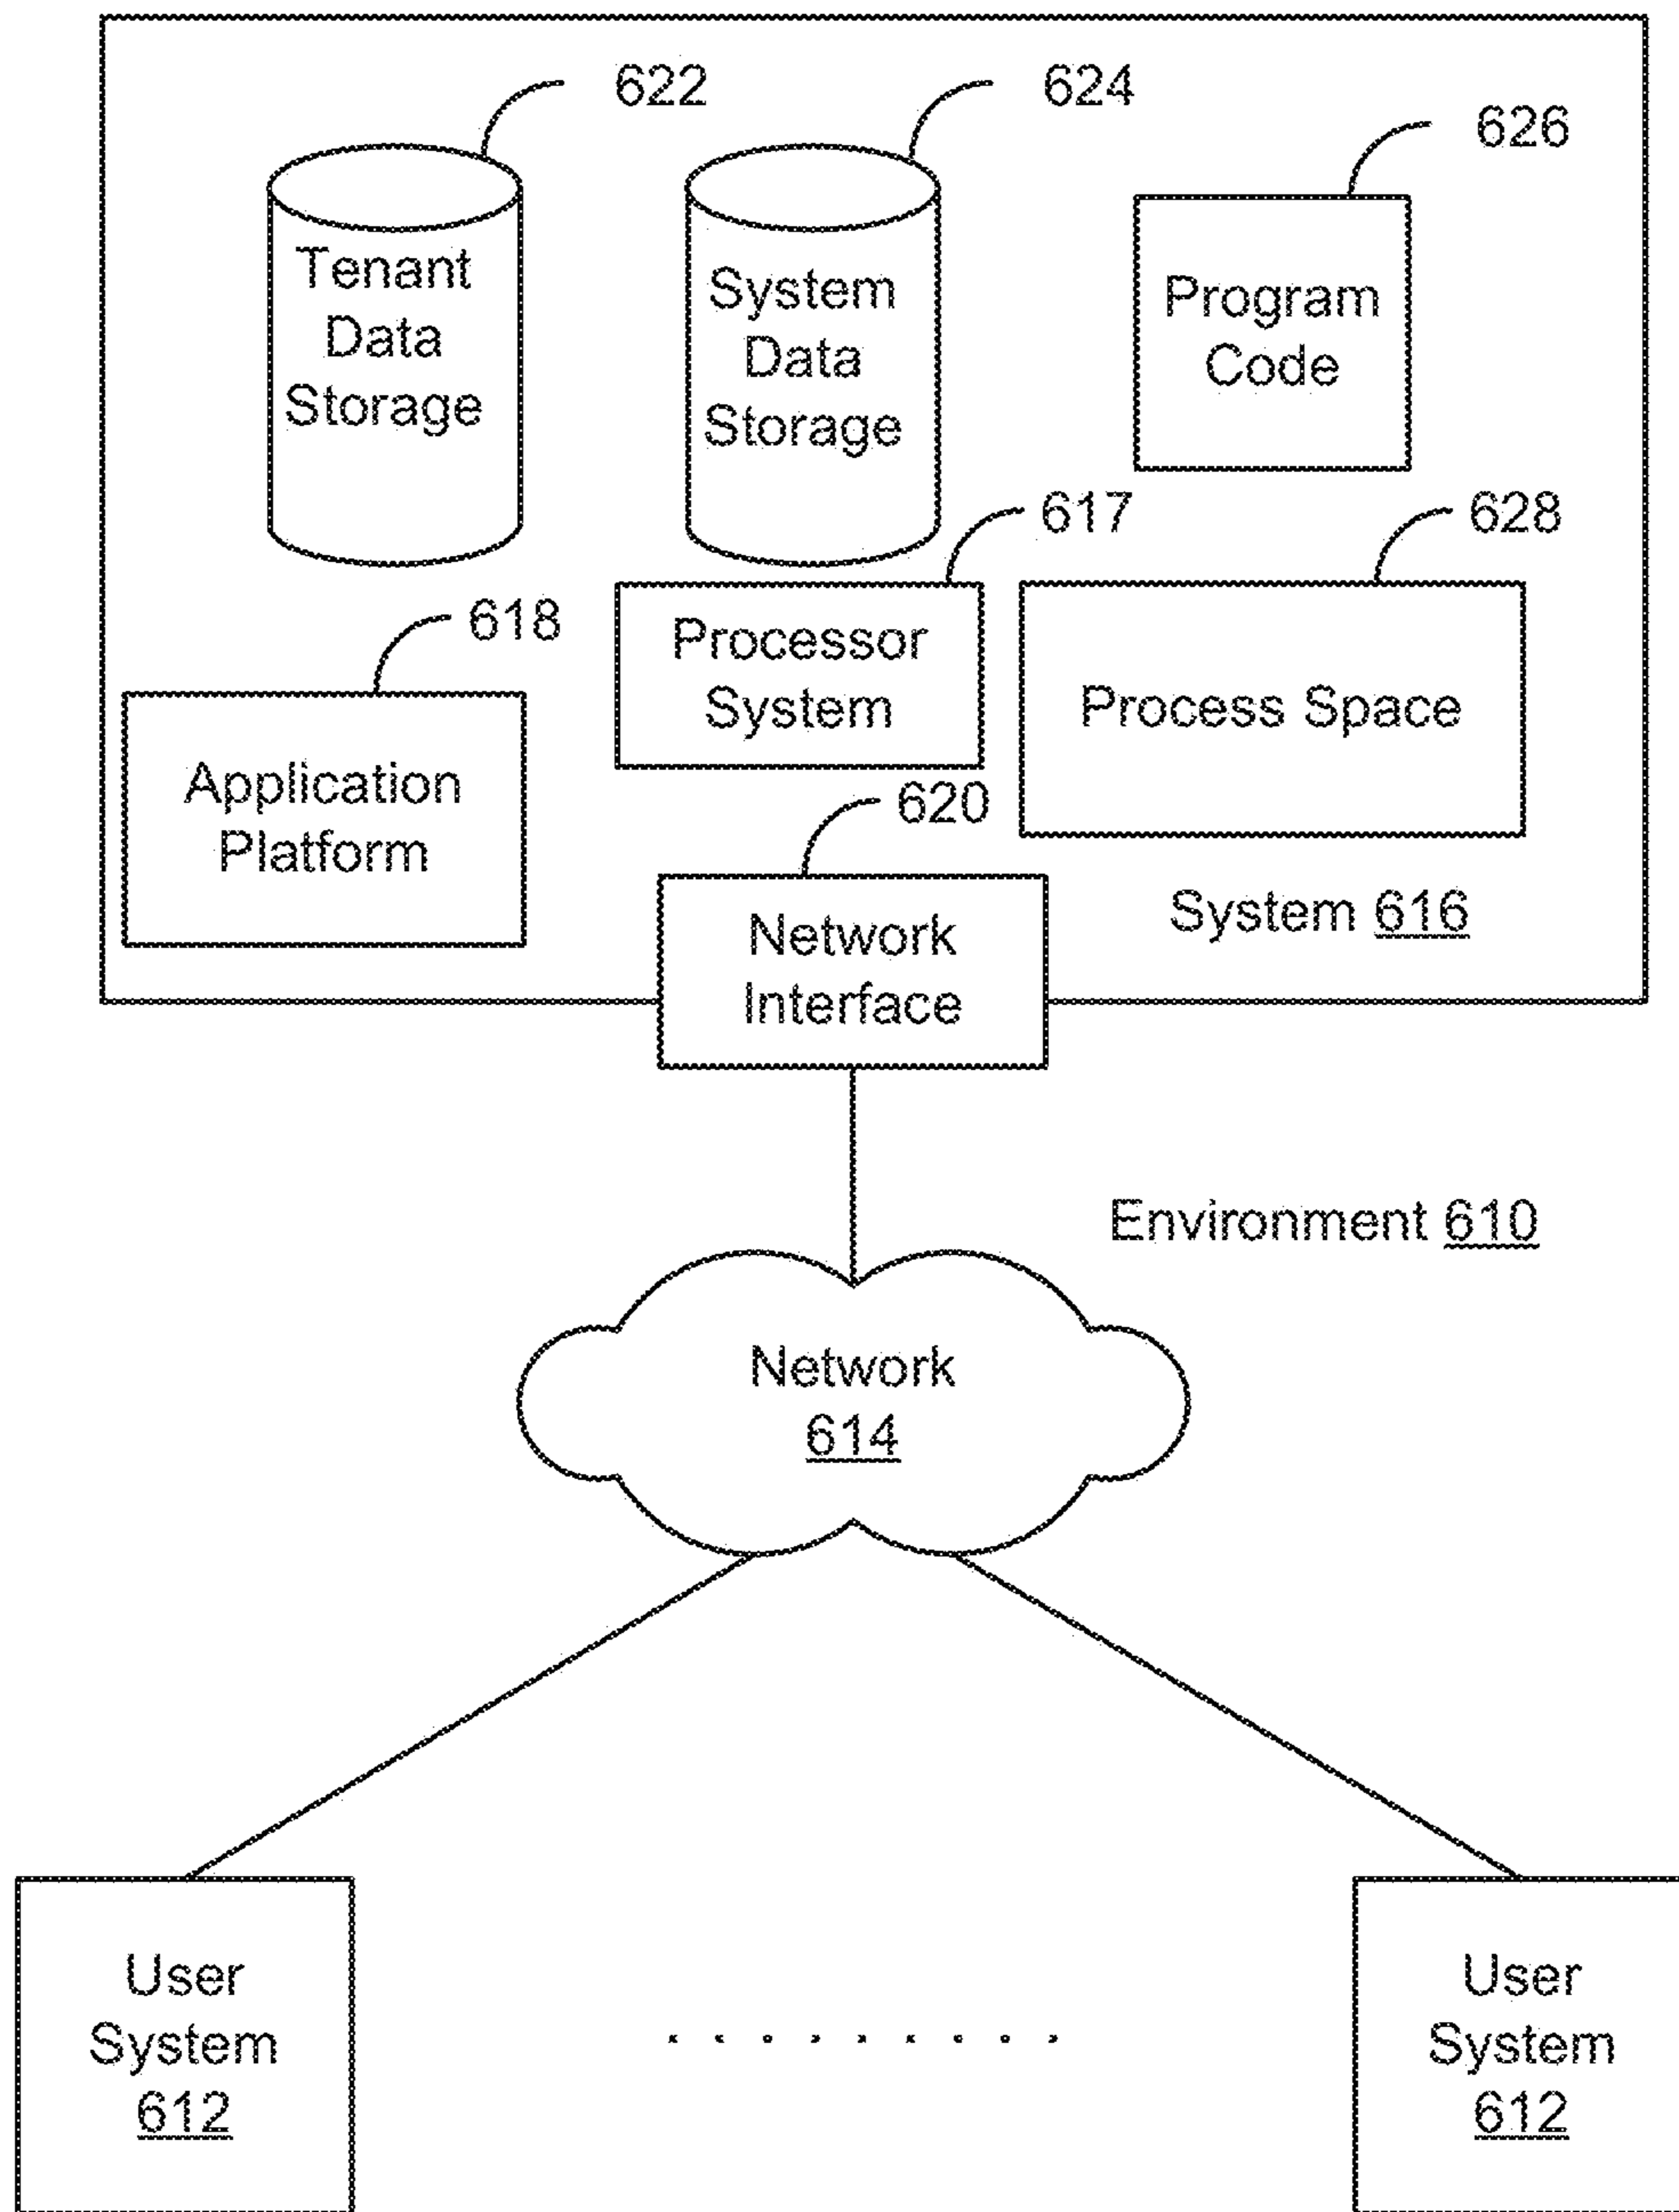 622
624
626
Tenant
Data
Storage
System
Data
Storage
Program
Code
617
628
618
Processor
System
Process Space
Application
Platform
620
Network
Interface
System 616
Environment 610
Network
614
User
System
612
User
System
612